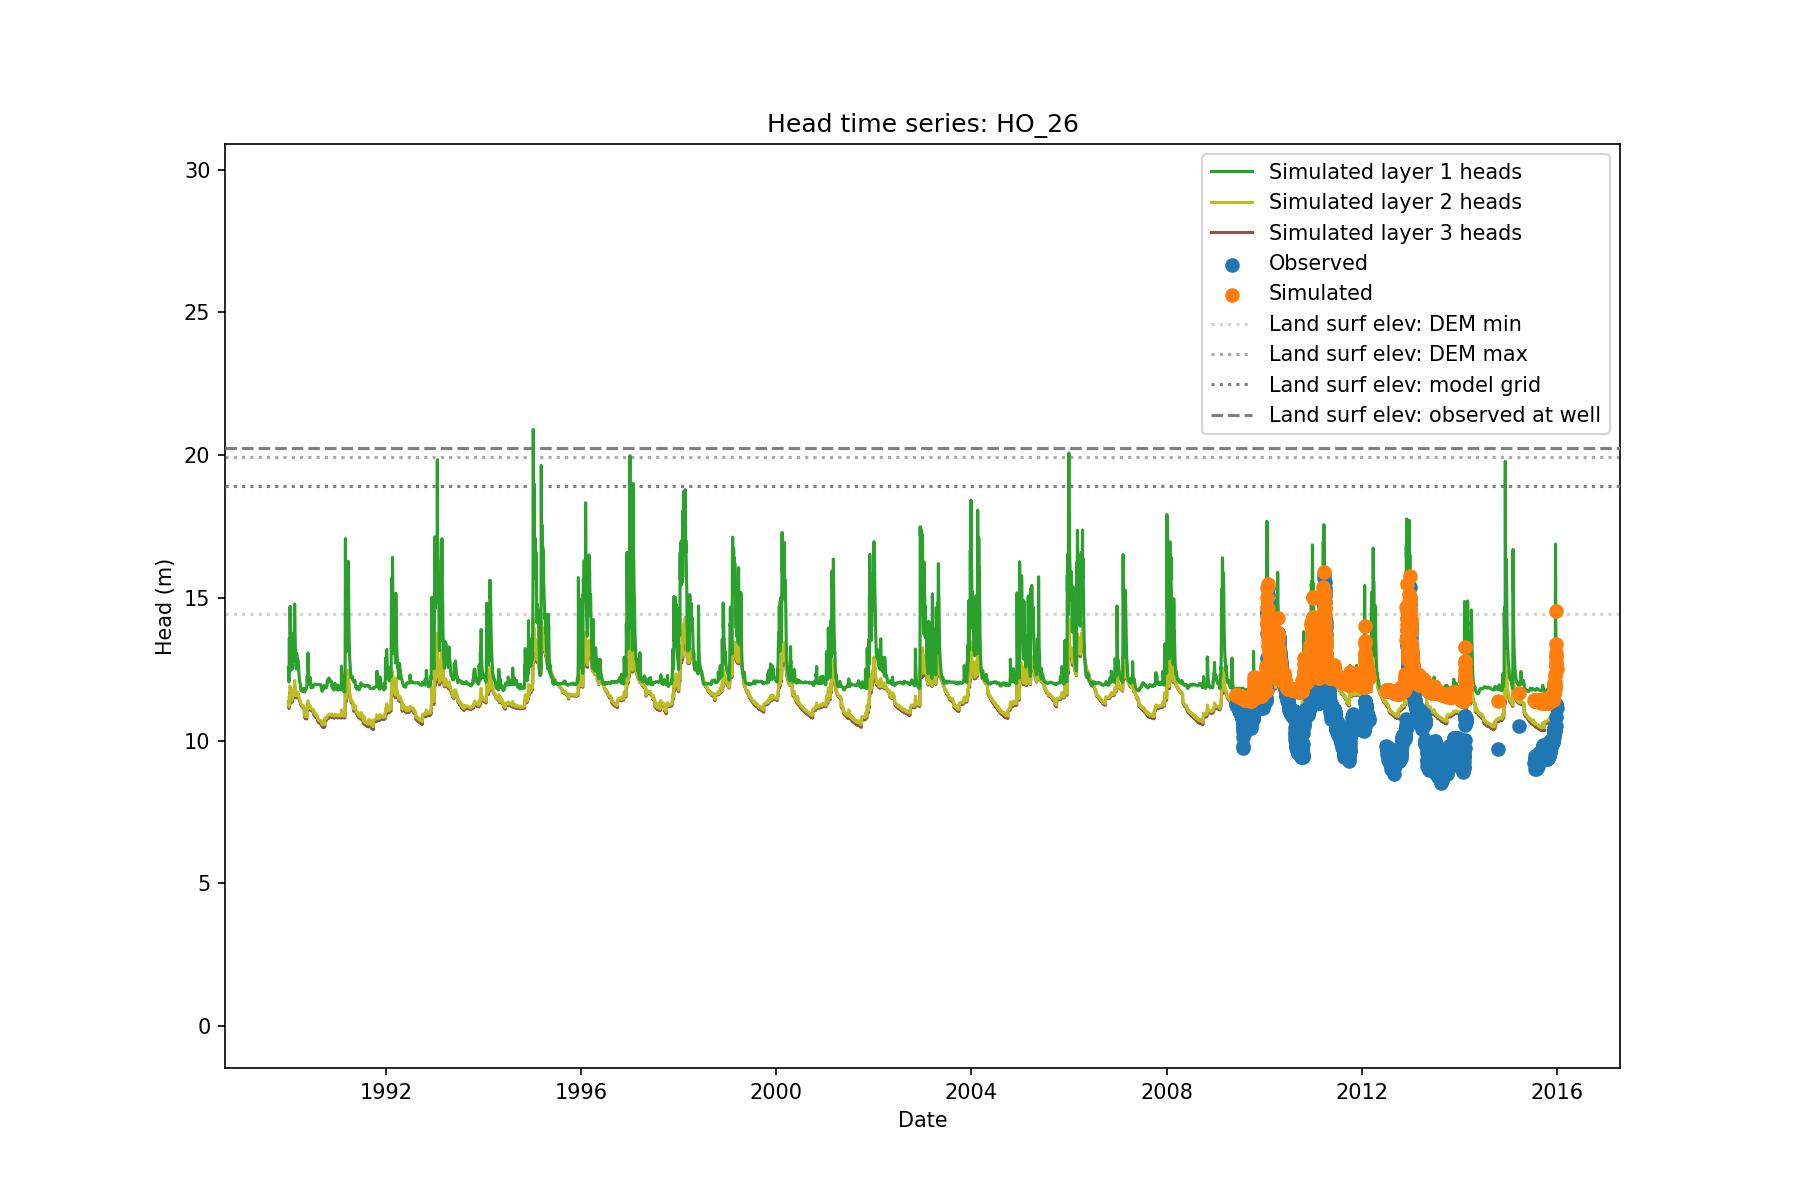 Head time series: HO_26
30
25
20
15
10
5
0
Head (m)
Simulated layer 1 heads
Simulated layer 2 heads
Simulated layer 3 heads
Observed
Simulated
Land surf elev: DEM min
Land surf elev: DEM max
Land surf elev: model grid
Land surf elev: observed at well
1992
1996
2000
2004
2008
2012
2016
Date